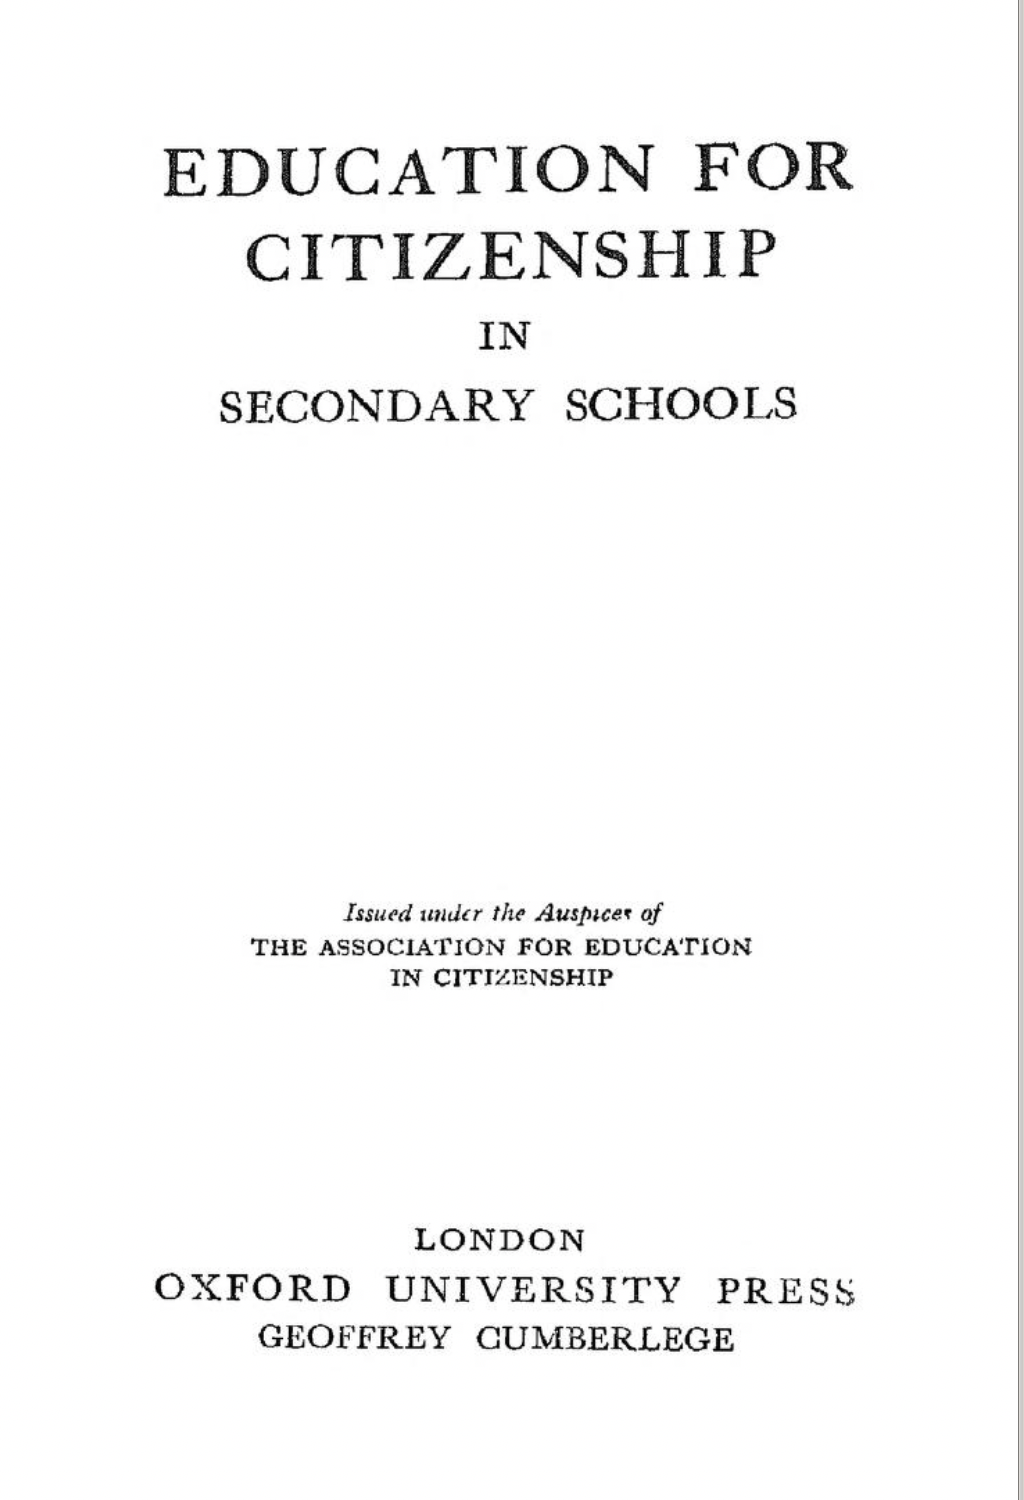 EDUCATION FOR
CITIZENSHIP
IN
SECONDARY SCHOOLS
Issued under the Auspices of
THE ASSOCIATION FOR EDUCATION
IN CITIZENSHIP
LONDON
OXFORD UNIVERSITY PRESS
GEOFFREY CUMBERLEGE